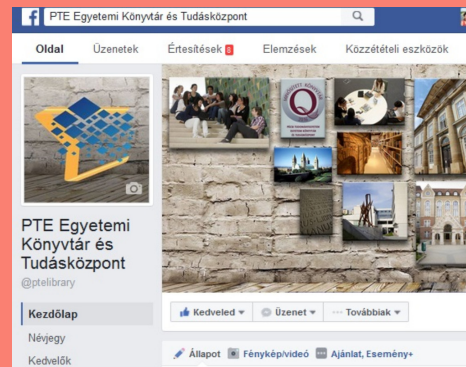 PTE Egyetemi Könyvtár és Tudásközpont
Oldal Üzenetek Értesítések 8 Elemzések Közzétételi eszközök
PTE Egyetemi
Könyvtár és
Tudásközpont
@ptelibrary
Kezdőlap
Névjegy
Kedvelők
Kedveled Üzenet Továbbiak
Állapot Fénykép/videó Ajánlat, Esemény+